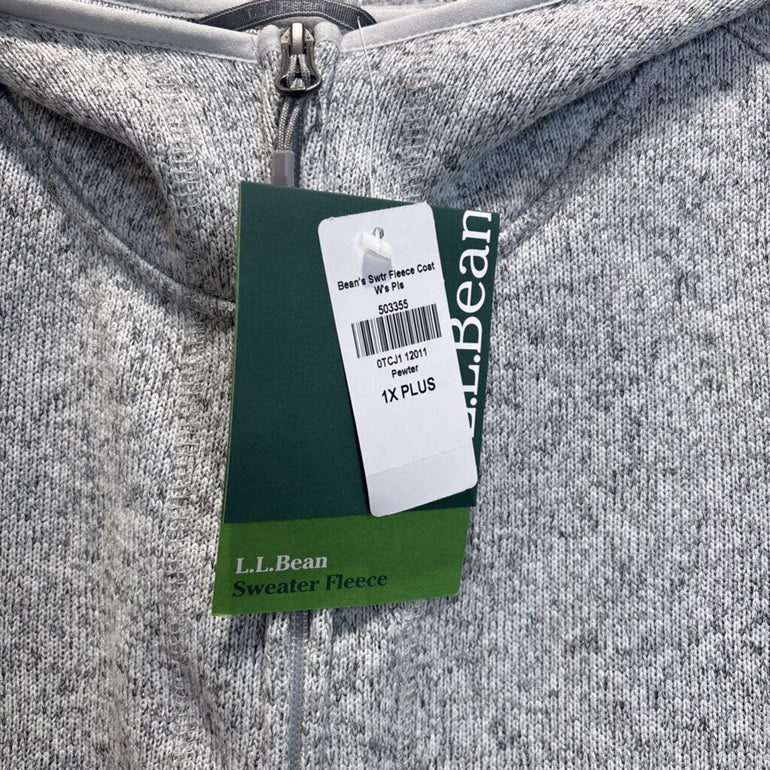 Bean's Swtr Fleece Coat
W's Pls
503355
0TCJ1 12011
Pewter
1X PLUS
L.L.Bean
L.L.Bean
Sweater Fleece